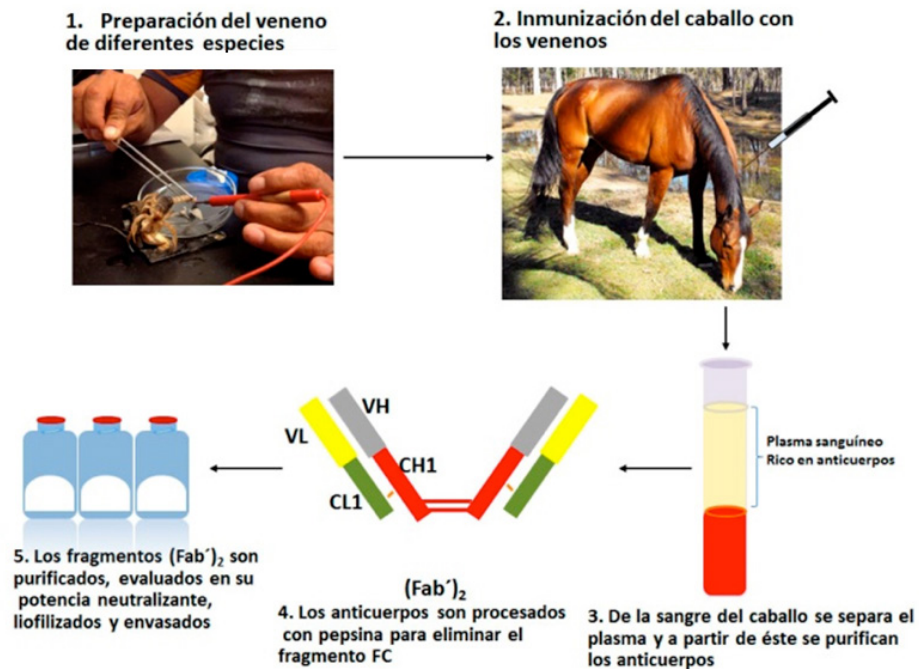 1. Preparación del veneno
de diferentes especies
2. Inmunización del caballo con
los venenos
Plasma sanguíneo
Rico en anticuerpos
3. De la sangre del caballo se separa el
plasma y a partir de éste se purifican
los anticuerpos
VH
VL
CH1
CL1
(Fab´)₂
4. Los anticuerpos son procesados
con pepsina para eliminar el
fragmento FC
5. Los fragmentos (Fab´)₂ son
purificados, evaluados en su
potencia neutralizante,
liofilizados y envasados